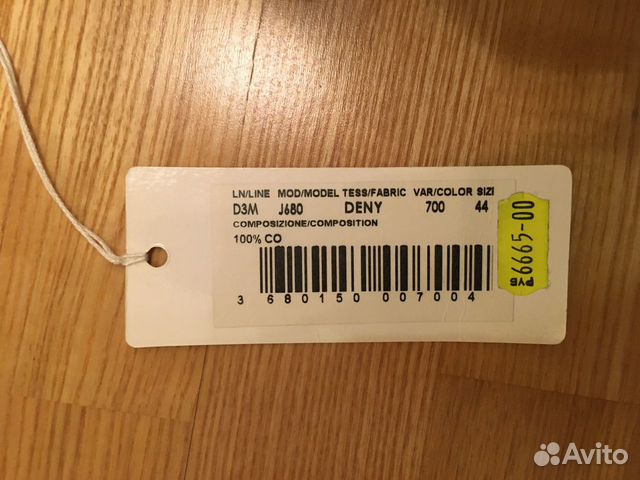 LN/LINE MOD/MODEL TESS/FABRIC VAR/COLOR SIZI
D3M J680 DENY 700 44
COMPOSIZIONE/COMPOSITION
100% CO
3 680150 007004
РУБ 6665-00
Avito